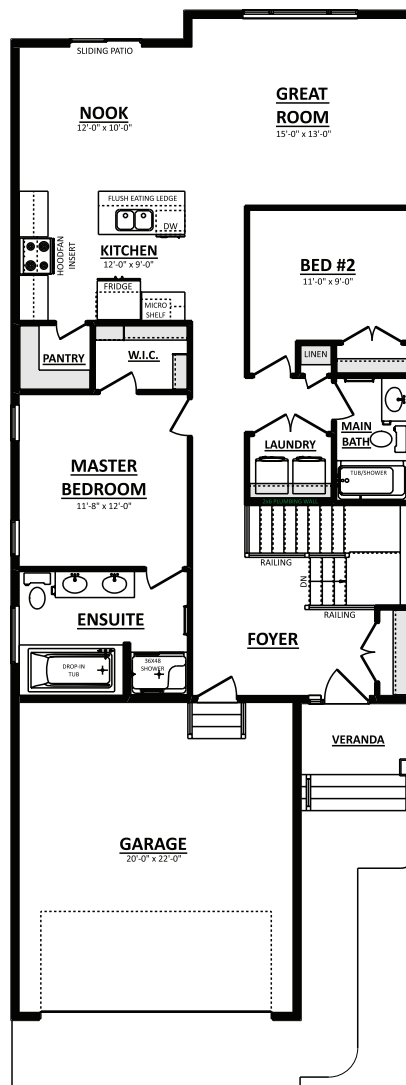 SLIDING PATIO
NOOK
12'-0" x 10'-0"
GREAT
ROOM
15'-0" x 13'-0"
FLUSH EATING LEDGE
DW
HOODFAN
INSERT
KITCHEN
12'-0" x 9'-0"
FRIDGE
MICRO
SHELF
BED #2
11'-0" x 9'-0"
PANTRY
W.I.C.
LINEN
LAUNDRY
MAIN
BATH
TUB/SHOWER
MASTER
BEDROOM
11'-8" x 12'-0"
2x6 PLUMBING WALL
RAILING
DN
RAILING
ENSUITE
FOYER
DROP-IN
TUB
36X48
SHOWER
VERANDA
GARAGE
20'-0" x 22'-0"